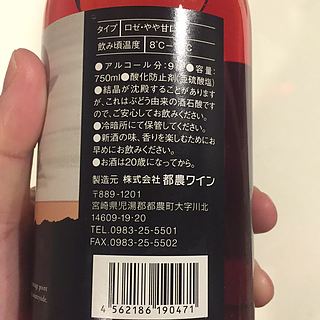 タイプ ロゼ・やや甘口
飲み頃温度 8℃−
●アルコール分:9 ●容量:
750ml●酸化防止剤(亜硫酸塩)
●結晶が沈殿することがあります
が、これはぶどう由来の酒石酸です
ので、ご安心してお飲みください。
●冷暗所にて保管してください。
●新酒の味、香りを楽しむためにお
早めにお飲みください。
●お酒は20歳になってから。
製造元 株式会社 都農ワイン
〒889-1201
宮崎県児湯郡都農町大字川北
14609-19・20
TEL.0983-25-5501
FAX.0983-25-5502
4 562186 190471